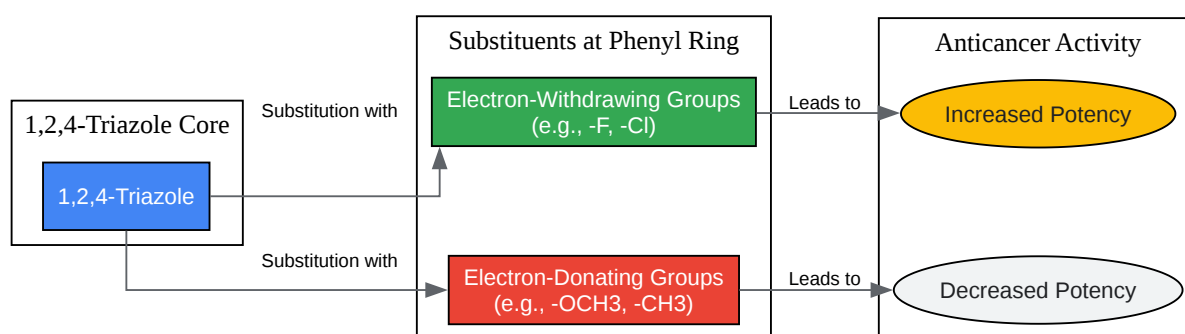 Substituents at Phenyl Ring
Anticancer Activity
1,2,4-Triazole Core
Substitution with
Electron-Withdrawing Groups
(e.g., -F, -Cl)
Leads to
Increased Potency
1,2,4-Triazole
Substitution with
Electron-Donating Groups
(e.g., -OCH3, -CH3)
Leads to
Decreased Potency